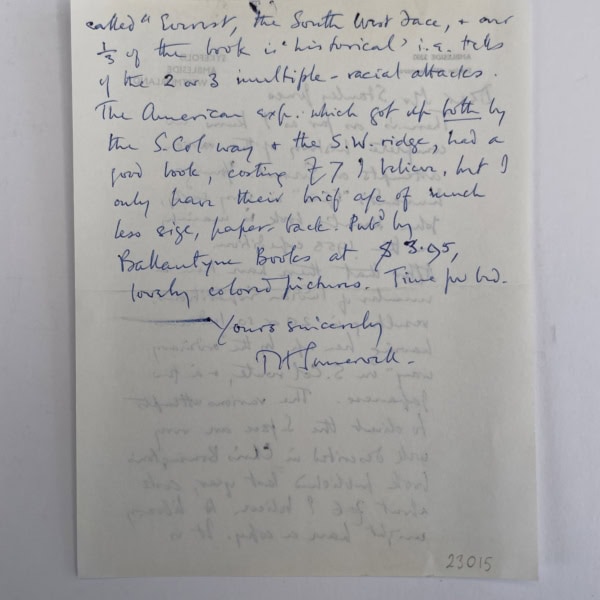 called "Everest, the South West Face, + over
1/3 of the book is 'historical' i.e. tells
of the 2 or 3 multiple-racial attacks.
The American exp. which got up both by
the S.Col way + the S.W. ridge, had a
good book, costing £7 I believe, but I
only have their brief a/c of much
less size, paper-back. Pubd by
Ballantyne Books at $3.95,
lovely colored pictures. Time for bed.
Yours sincerely
T H Somervell.
23015